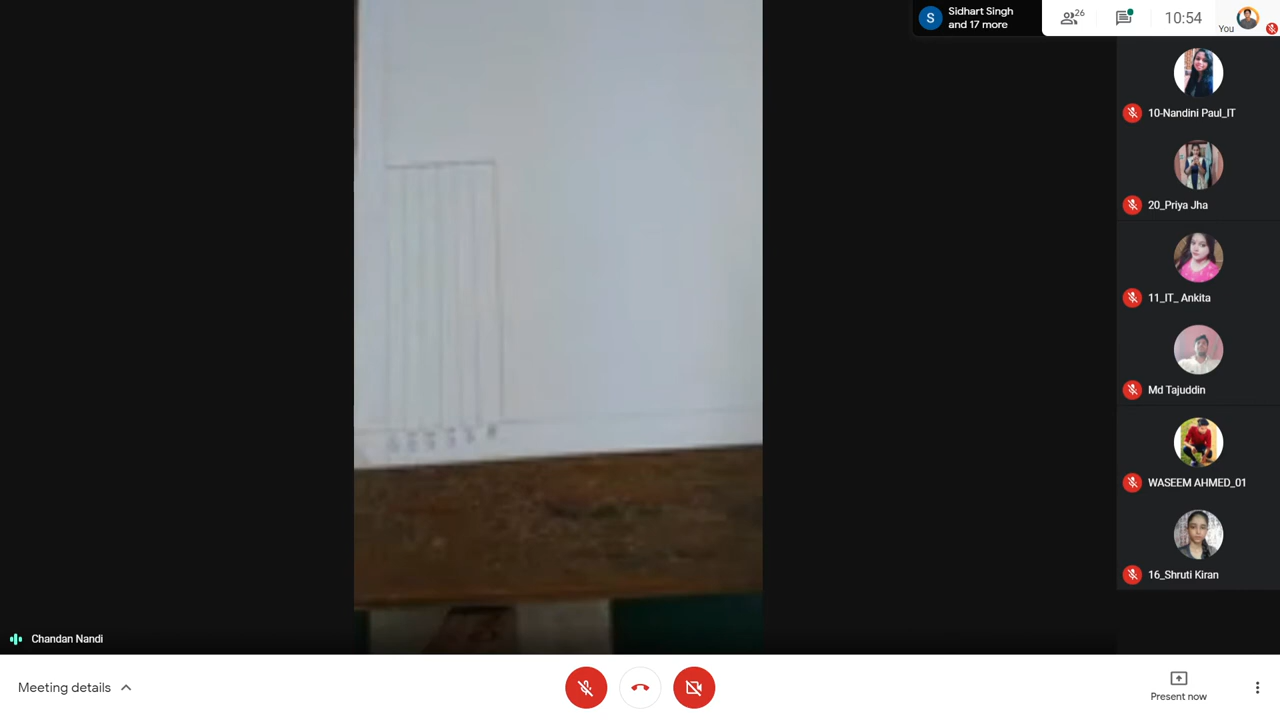 Sidhart Singh
and 17 more
26
10:54
S
You
10-Nandini Paul_IT
20_Priya Jha
11_IT_ Ankita
Md Tajuddin
WASEEM AHMED_01
16_Shruti Kiran
Chandan Nandi
Meeting details
Present now